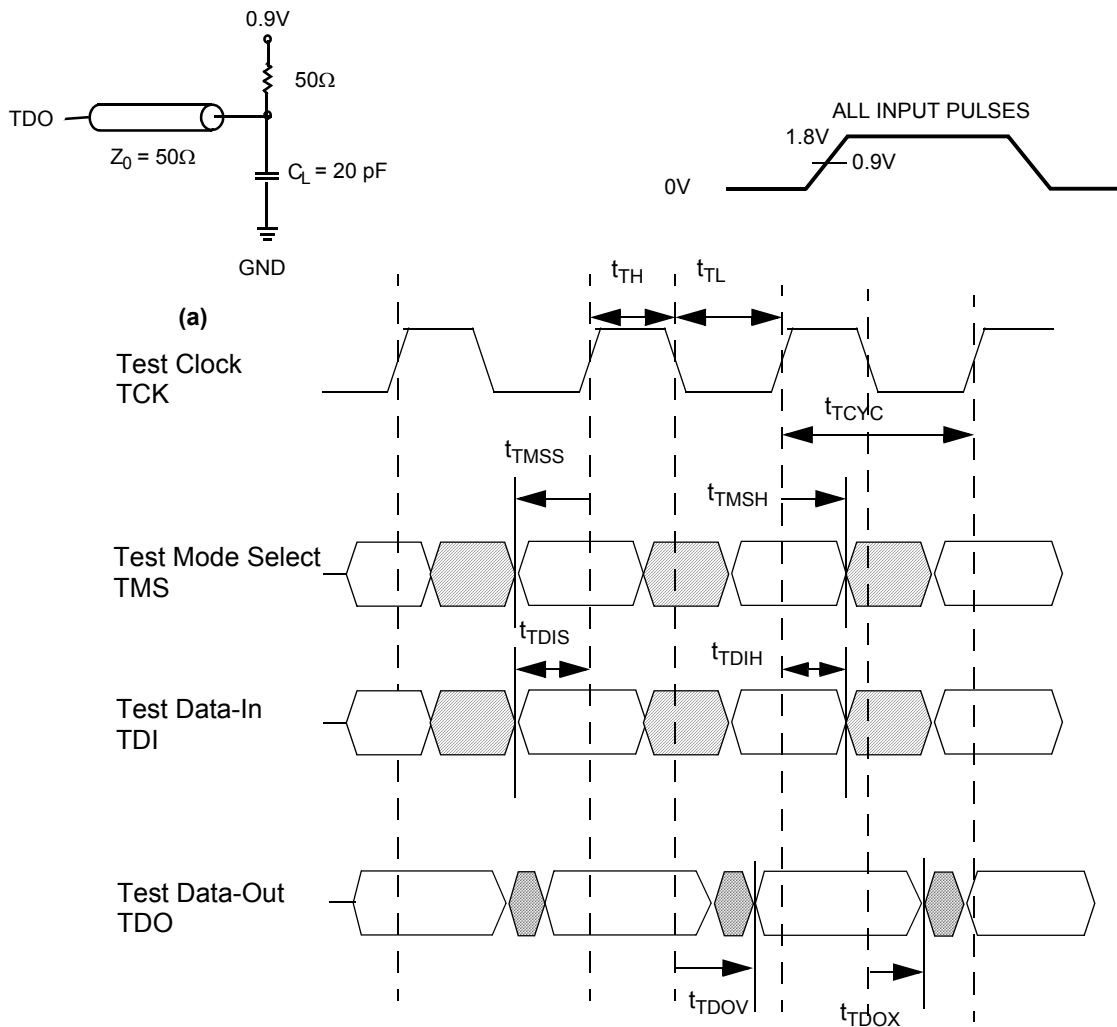 0.9V
50Ω
TDO
Z0 = 50Ω
CL = 20 pF
GND
(a)
ALL INPUT PULSES
1.8V
0.9V
0V
tTH
tTL
Test Clock
TCK
tTCYC
tTMSS
tTMSH
Test Mode Select
TMS
tTDIS
tTDIH
Test Data-In
TDI
Test Data-Out
TDO
tTDOV
tTDOX